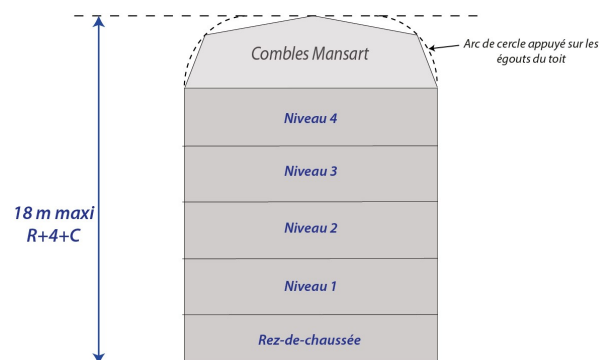 Combles Mansart
Arc de cercle appuyé sur les
égouts du toit
Niveau 4
Niveau 3
18 m maxi
R+4+C
Niveau 2
Niveau 1
Rez-de-chaussée